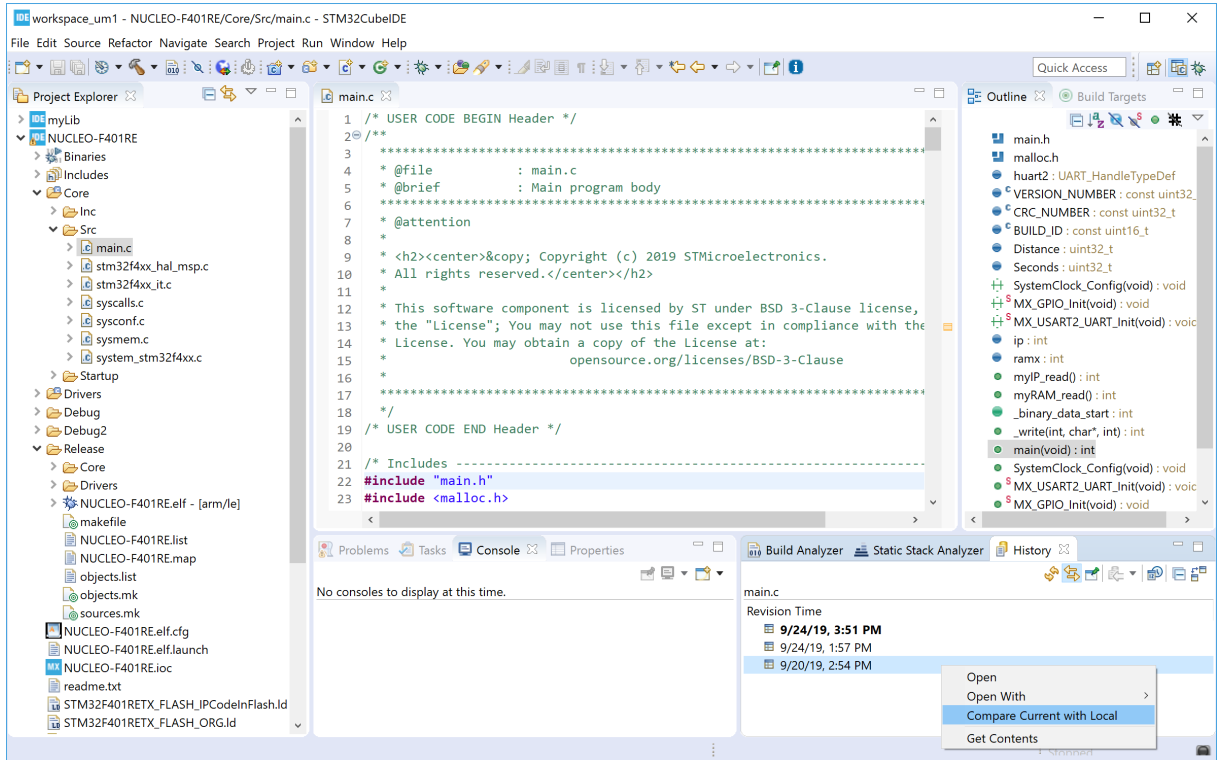 IDE workspace_um1 - NUCLEO-F401RE/Core/Src/main.c - STM32CubeIDE
File Edit Source Refactor Navigate Search Project Run Window Help
Quick Access
Project Explorer
IDE myLib
IDE NUCLEO-F401RE
Binaries
Includes
Core
Inc
Src
main.c
stm32f4xx_hal_msp.c
stm32f4xx_it.c
syscalls.c
sysconf.c
sysmem.c
system_stm32f4xx.c
Startup
Drivers
Debug
Debug2
Release
Core
Drivers
NUCLEO-F401RE.elf - [arm/le]
makefile
NUCLEO-F401RE.list
NUCLEO-F401RE.map
objects.list
objects.mk
sources.mk
NUCLEO-F401RE.elf.cfg
NUCLEO-F401RE.elf.launch
MX NUCLEO-F401RE.ioc
readme.txt
STM32F401RETX_FLASH_IPCodeInFlash.ld
STM32F401RETX_FLASH_ORG.ld
main.c
1 /* USER CODE BEGIN Header */
2 /**
3 ******************************************************************************
4 * @file : main.c
5 * @brief : Main program body
6 ******************************************************************************
7 * @attention
8 *
9 * <h2><center>&copy; Copyright (c) 2019 STMicroelectronics.
10 * All rights reserved.</center></h2>
11 *
12 * This software component is licensed by ST under BSD 3-Clause license,
13 * the "License"; You may not use this file except in compliance with the
14 * License. You may obtain a copy of the License at:
15 * opensource.org/licenses/BSD-3-Clause
16 *
17 ******************************************************************************
18 */
19 /* USER CODE END Header */
20
21 /* Includes ------------------------------------------------------------------
22 #include "main.h"
23 #include <malloc.h>
Outline Build Targets
main.h
malloc.h
huart2 : UART_HandleTypeDef
C VERSION_NUMBER : const uint32_
C CRC_NUMBER : const uint32_t
C BUILD_ID : const uint16_t
Distance : uint32_t
Seconds : uint32_t
SystemClock_Config(void) : void
S MX_GPIO_Init(void) : void
S MX_USART2_UART_Init(void) : void
ip : int
ramx : int
myIP_read() : int
myRAM_read() : int
_binary_data_start : int
_write(int, char*, int) : int
main(void) : int
SystemClock_Config(void) : void
S MX_USART2_UART_Init(void) : void
S MX_GPIO_Init(void) : void
Problems Tasks Console Properties
No consoles to display at this time.
Build Analyzer Static Stack Analyzer History
main.c
Revision Time
9/24/19, 3:51 PM
9/24/19, 1:57 PM
9/20/19, 2:54 PM
Open
Open With
Compare Current with Local
Get Contents
Stopped